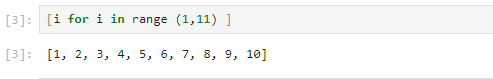 [3]: [i for i in range (1,11) ]
[3]: [1, 2, 3, 4, 5, 6, 7, 8, 9, 10]